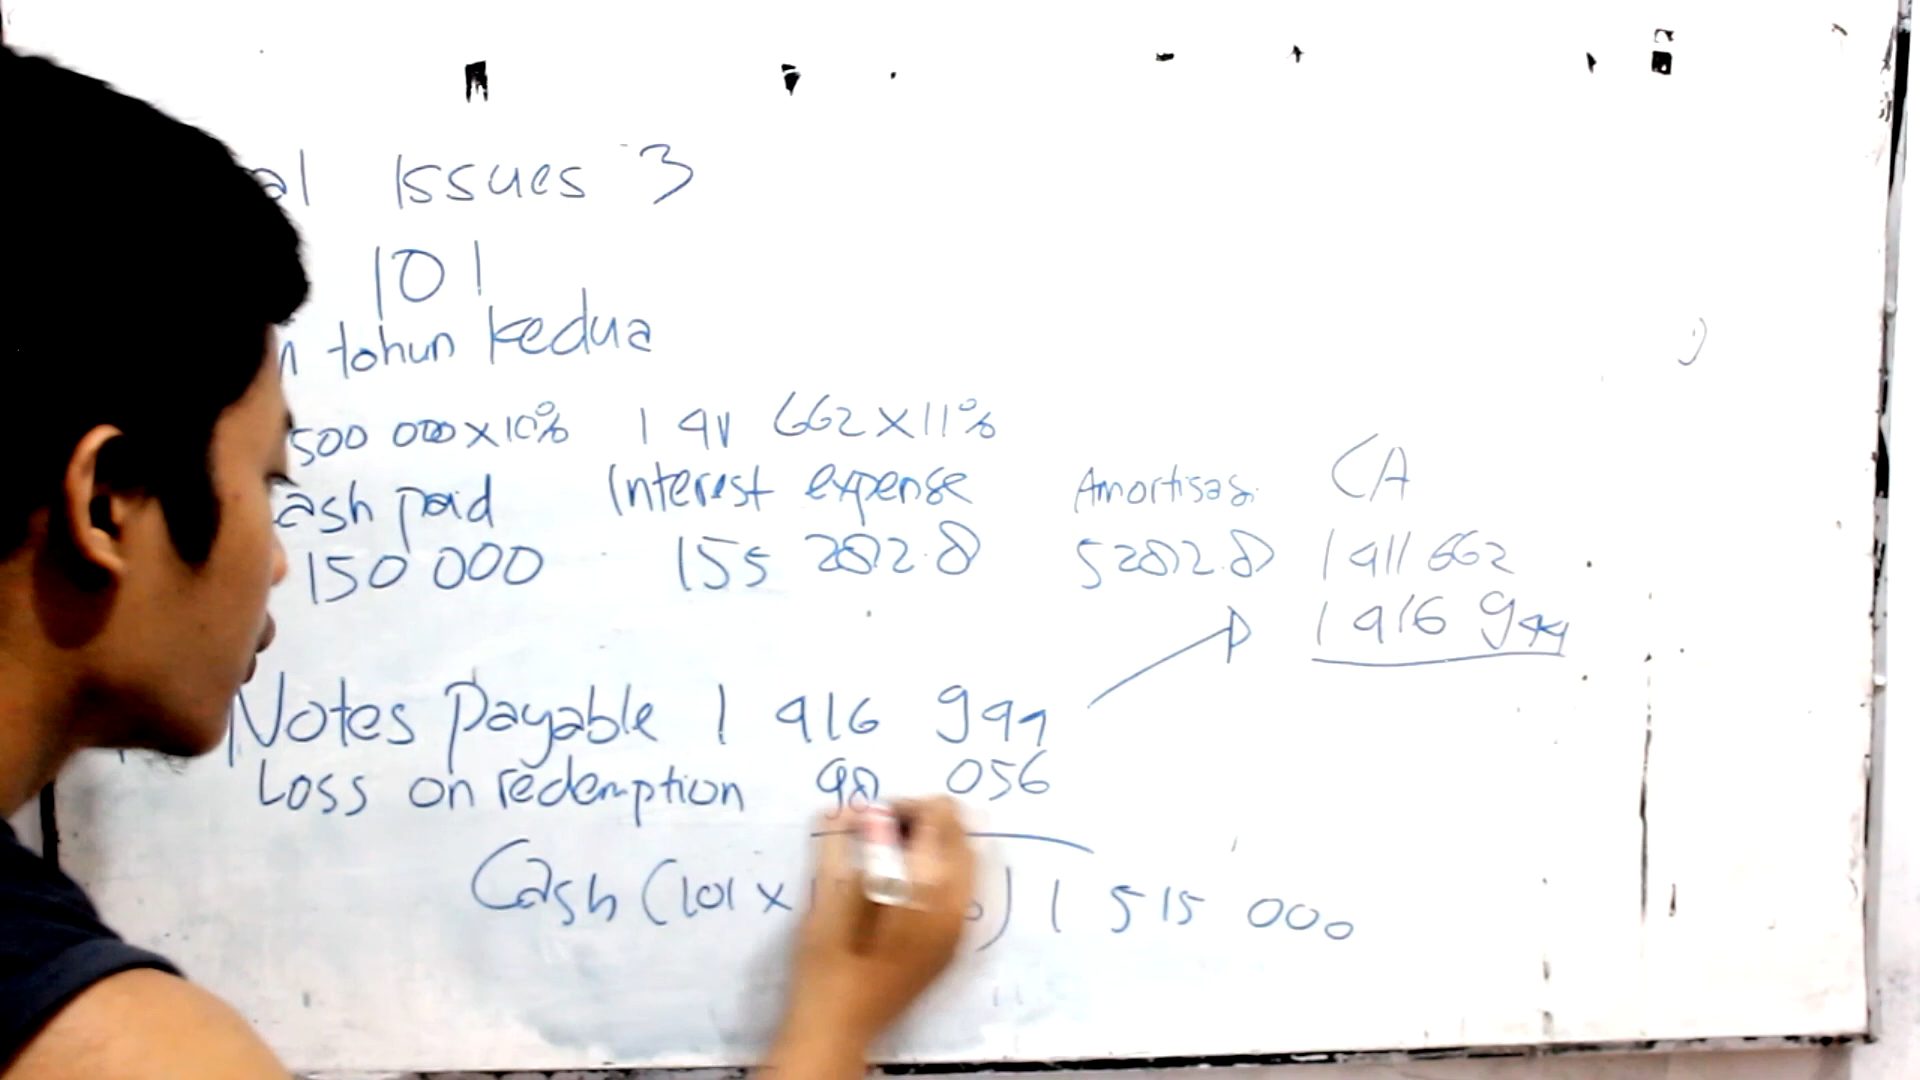 al Issues 3
101
n tahun kedua
500 000 x 10% 1 411 662 x 11%
Cash paid Interest expense Amortisasi CA
150 000 155 282.8 5282.8 1 411 662
1 416 944
Notes Payable 1 416 944
Loss on redemption 98 056
Cash (101 x ) 1 515 000